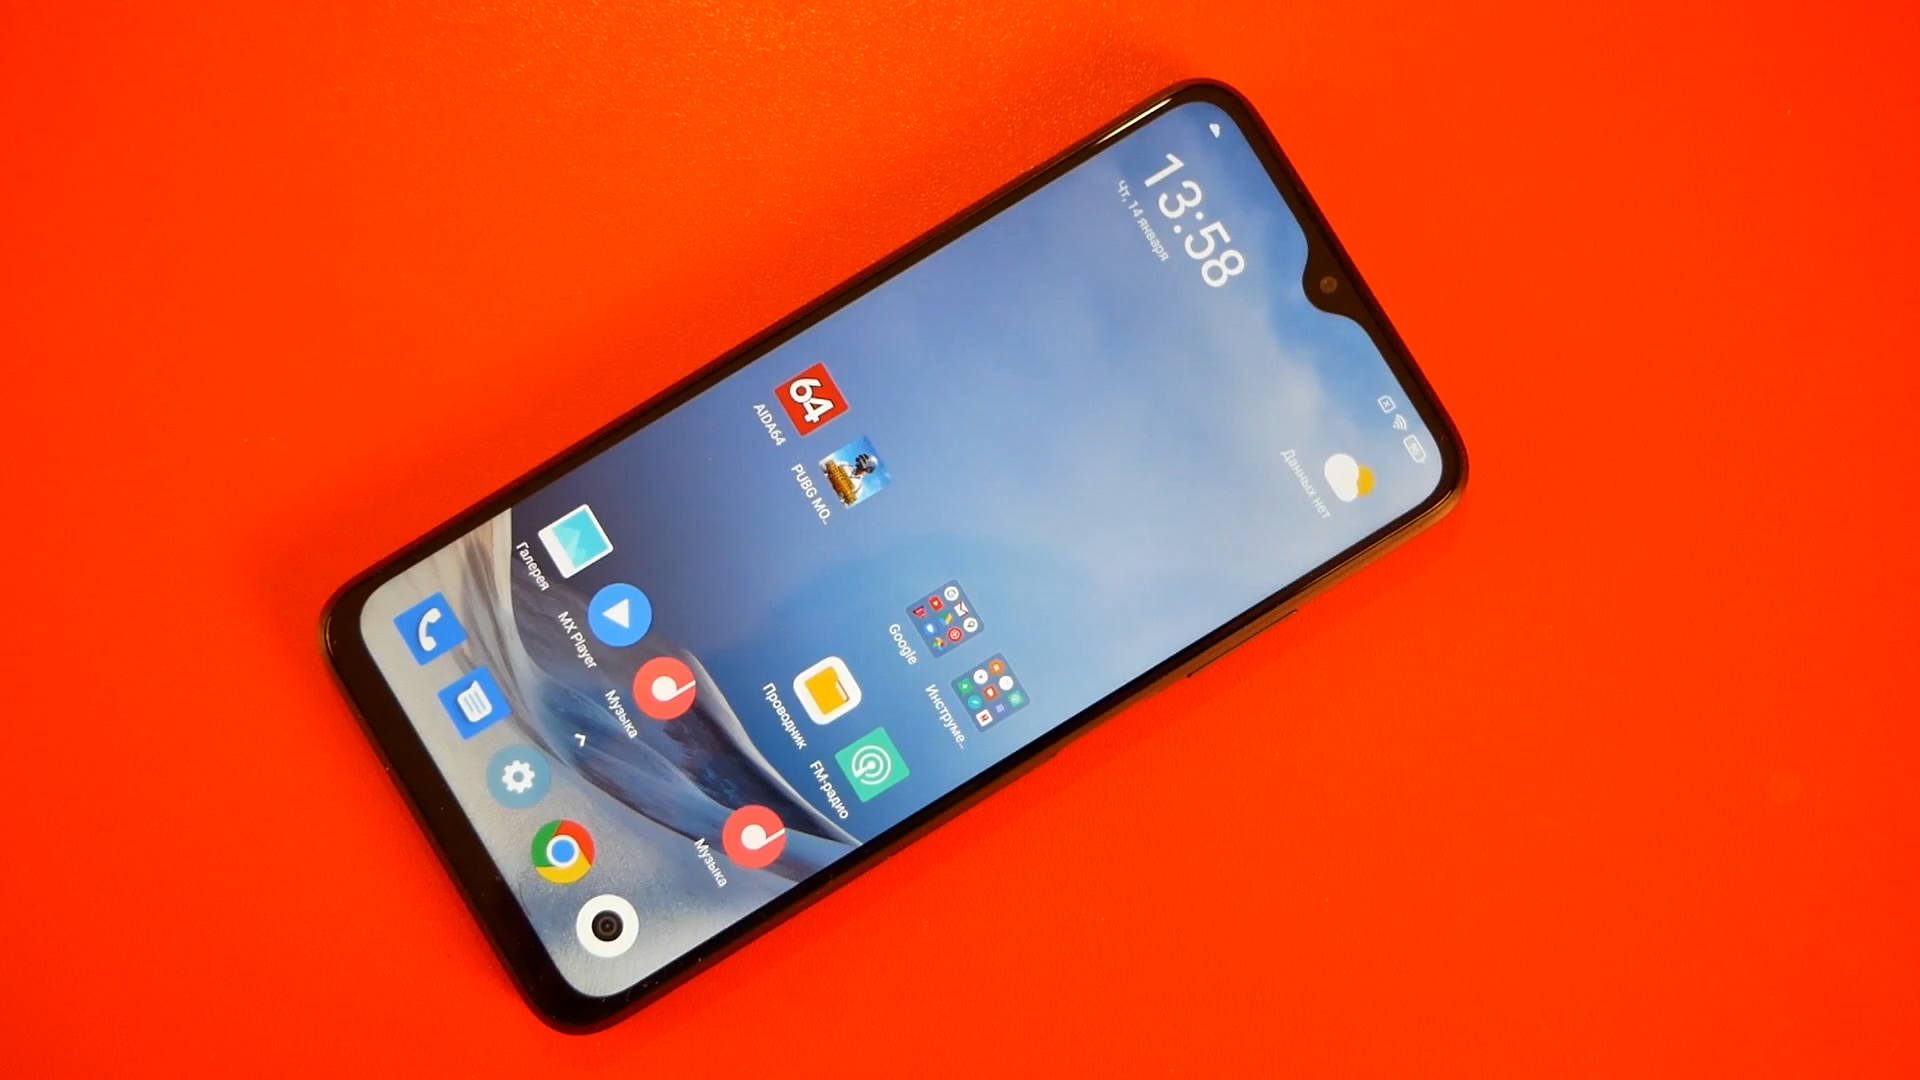 13:58
Чт, 14 января
Данных нет
64
AIDA64
PUBG MO...
Google
Инструме...
Проводник
FM-радио
Галерея
MX Player
Музыка
Музыка